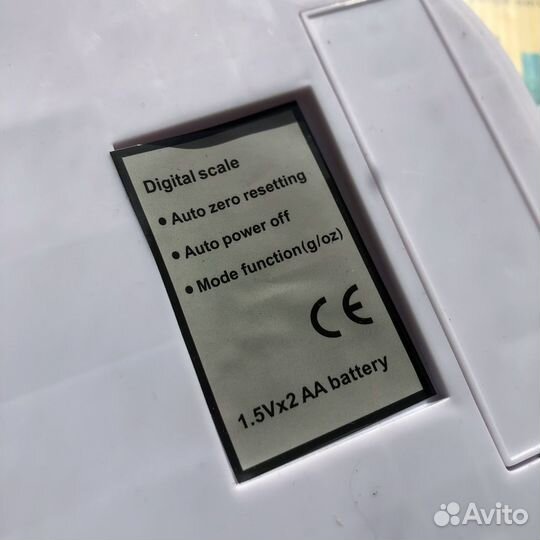 Digital scale
● Auto zero resetting
● Auto power off
● Mode function(g/oz)
CE
1.5Vx2 AA battery
Avito